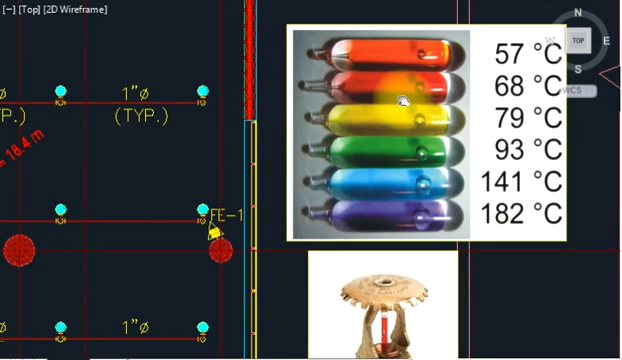 [−] [Top] [2D Wireframe]
N
TOP
E
S
WCS
57 °C
68 °C
79 °C
93 °C
141 °C
182 °C
1"ø
(TYP.)
P.)
= 18.4 m
FE-1
ø
1"ø